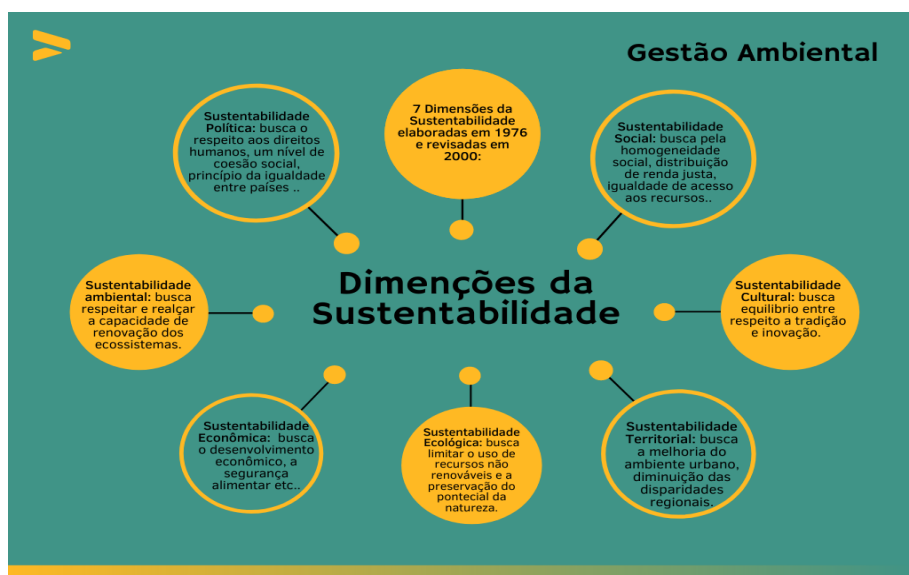 Gestão Ambiental
7 Dimensões da
Sustentabilidade
elaboradas em 1976
e revisadas em
2000:
Sustentabilidade
Política: busca o
respeito aos direitos
humanos, um nível de
coesão social,
princípio da igualdade
entre países ..
Sustentabilidade
Social: busca pela
homogeneidade
social, distribuição
de renda justa,
igualdade de acesso
aos recursos..
Dimenções da
Sustentabilidade
Sustentabilidade
ambiental: busca
respeitar e realçar
a capacidade de
renovação dos
ecossistemas.
Sustentabilidade
Cultural: busca
equilibrio entre
respeito a tradição
e inovação.
Sustentabilidade
Econômica: busca
o desenvolvimento
econômico, a
segurança
alimentar etc..
Sustentabilidade
Ecológica: busca
limitar o uso de
recursos não
renováveis e a
preservação do
pontecial da
natureza.
Sustentabilidade
Territorial: busca
a melhoria do
ambiente urbano,
diminuição das
disparidades
regionais.